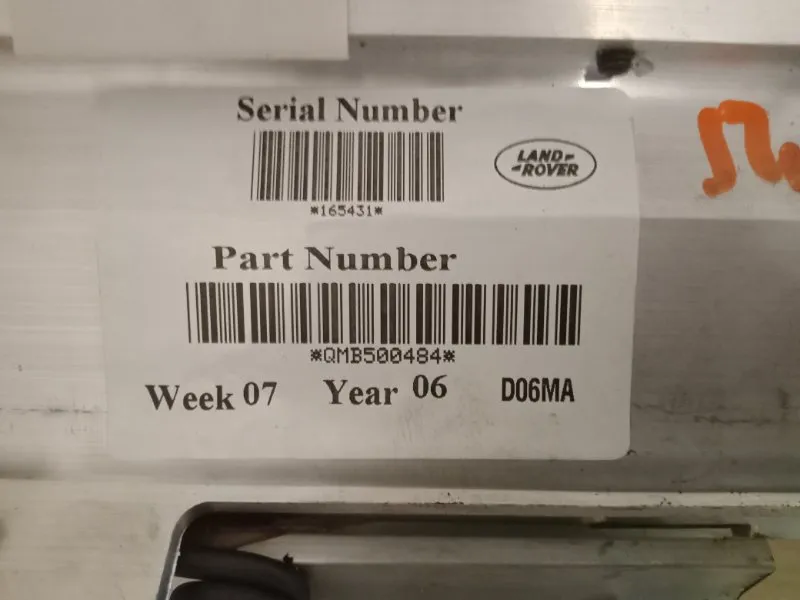 Serial Number
LAND
ROVER
*165431*
Part Number
*QMB500484*
Week 07 Year 06 D06MA